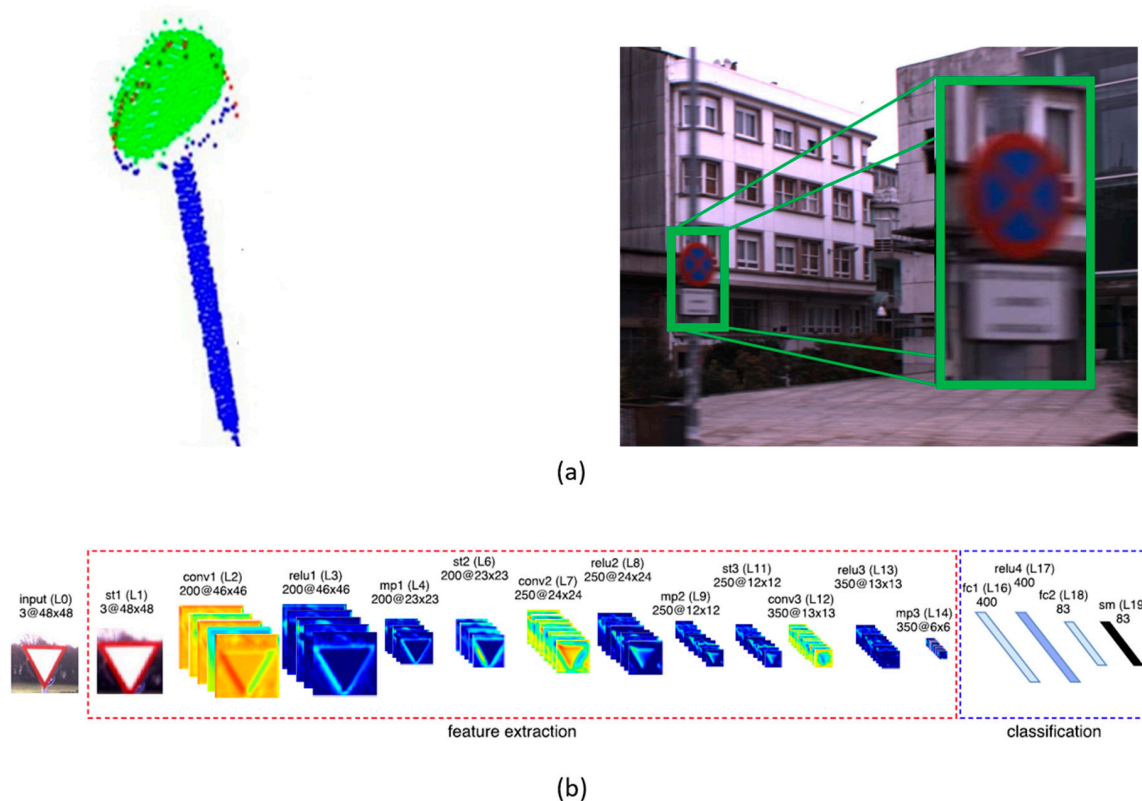 (a)
input (L0)
3@48x48
st1 (L1)
3@48x48
conv1 (L2)
200@46x46
relu1 (L3)
200@46x46
mp1 (L4)
200@23x23
st2 (L6)
200@23x23
conv2 (L7)
250@24x24
relu2 (L8)
250@24x24
mp2 (L9)
250@12x12
st3 (L11)
250@12x12
conv3 (L12)
350@13x13
relu3 (L13)
350@13x13
mp3 (L14)
350@6x6
fc1 (L16)
400
relu4 (L17)
400
fc2 (L18)
83
sm (L19
83
feature extraction
classification
(b)